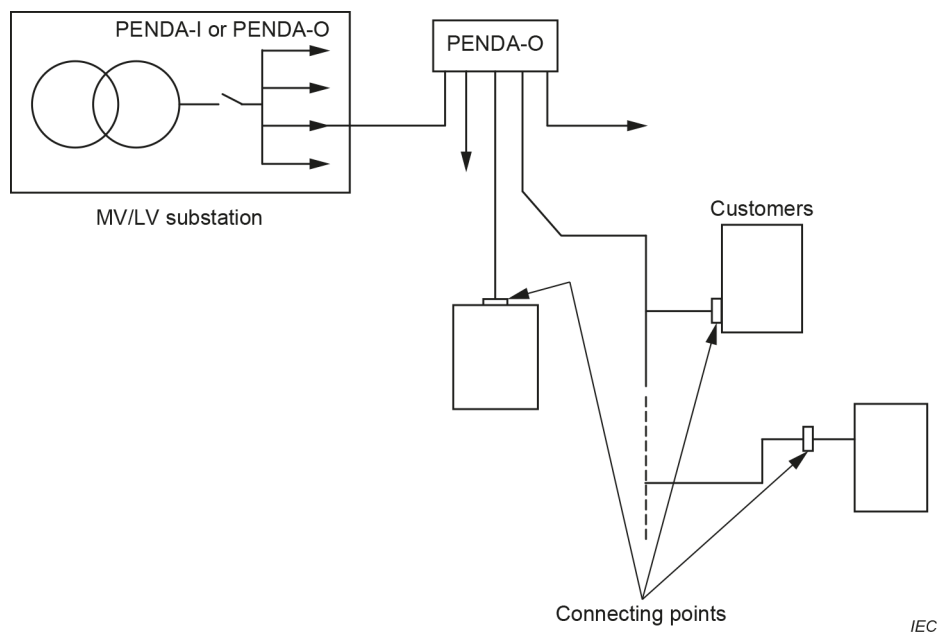 PENDA-I or PENDA-O
PENDA-O
MV/LV substation
Customers
Connecting points
IEC